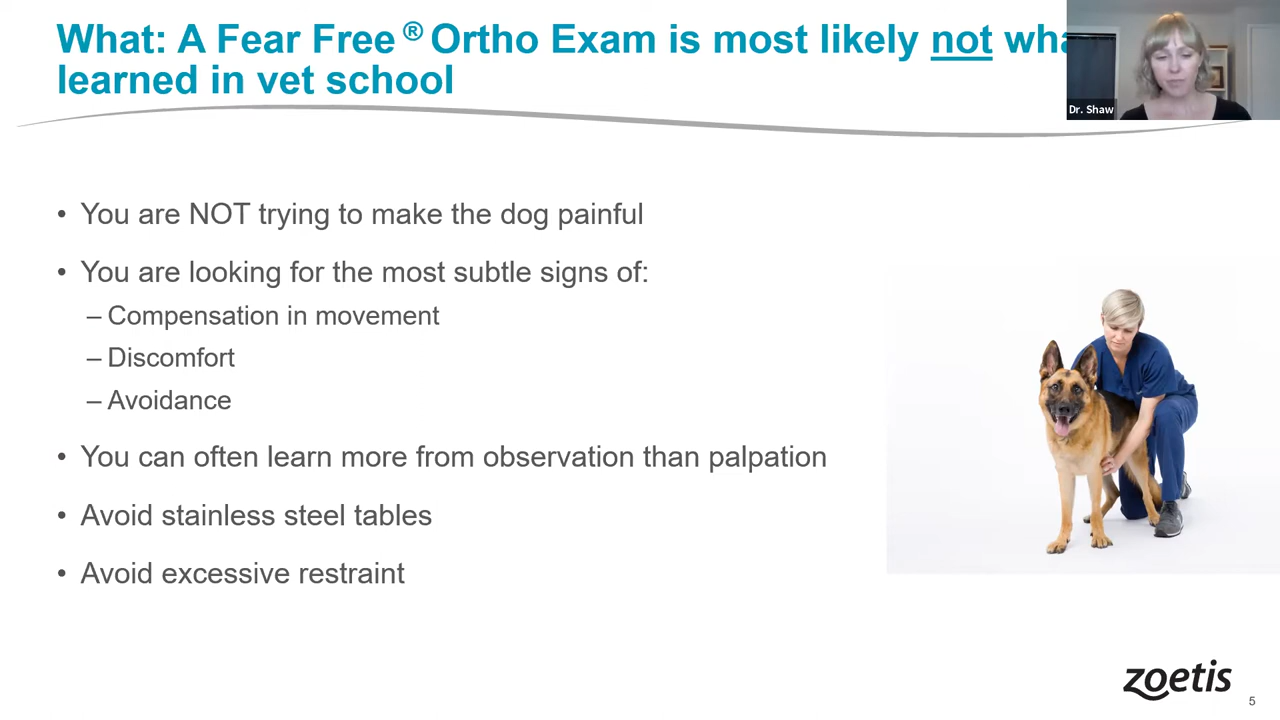 What: A Fear Free® Ortho Exam is most likely not
learned in vet school
Dr. Shaw
• You are NOT trying to make the dog painful
• You are looking for the most subtle signs of:
– Compensation in movement
– Discomfort
– Avoidance
• You can often learn more from observation than palpation
• Avoid stainless steel tables
• Avoid excessive restraint
zoetis
5